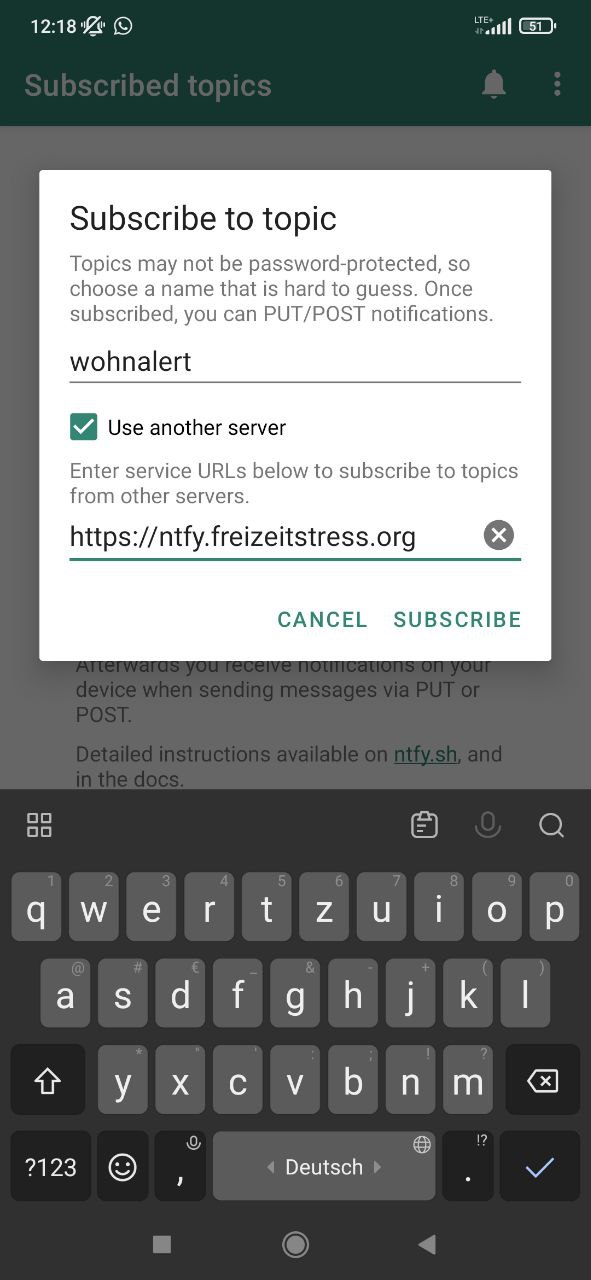 12:18
LTE+
51
Subscribed topics
Subscribe to topic
Topics may not be password-protected, so
choose a name that is hard to guess. Once
subscribed, you can PUT/POST notifications.
wohnalert
Use another server
Enter service URLs below to subscribe to topics
from other servers.
https://ntfy.freizeitstress.org
CANCEL SUBSCRIBE
Afterwards you receive notifications on your
device when sending messages via PUT or
POST.
Detailed instructions available on ntfy.sh, and
in the docs.
1 2 3 4 5 6 7 8 9 0
q w e r t z u i o p
@ # € _ & - + ( )
a s d f g h j k l
* " ' : ; ! ?
y x c v b n m
!?
?123 , Deutsch .